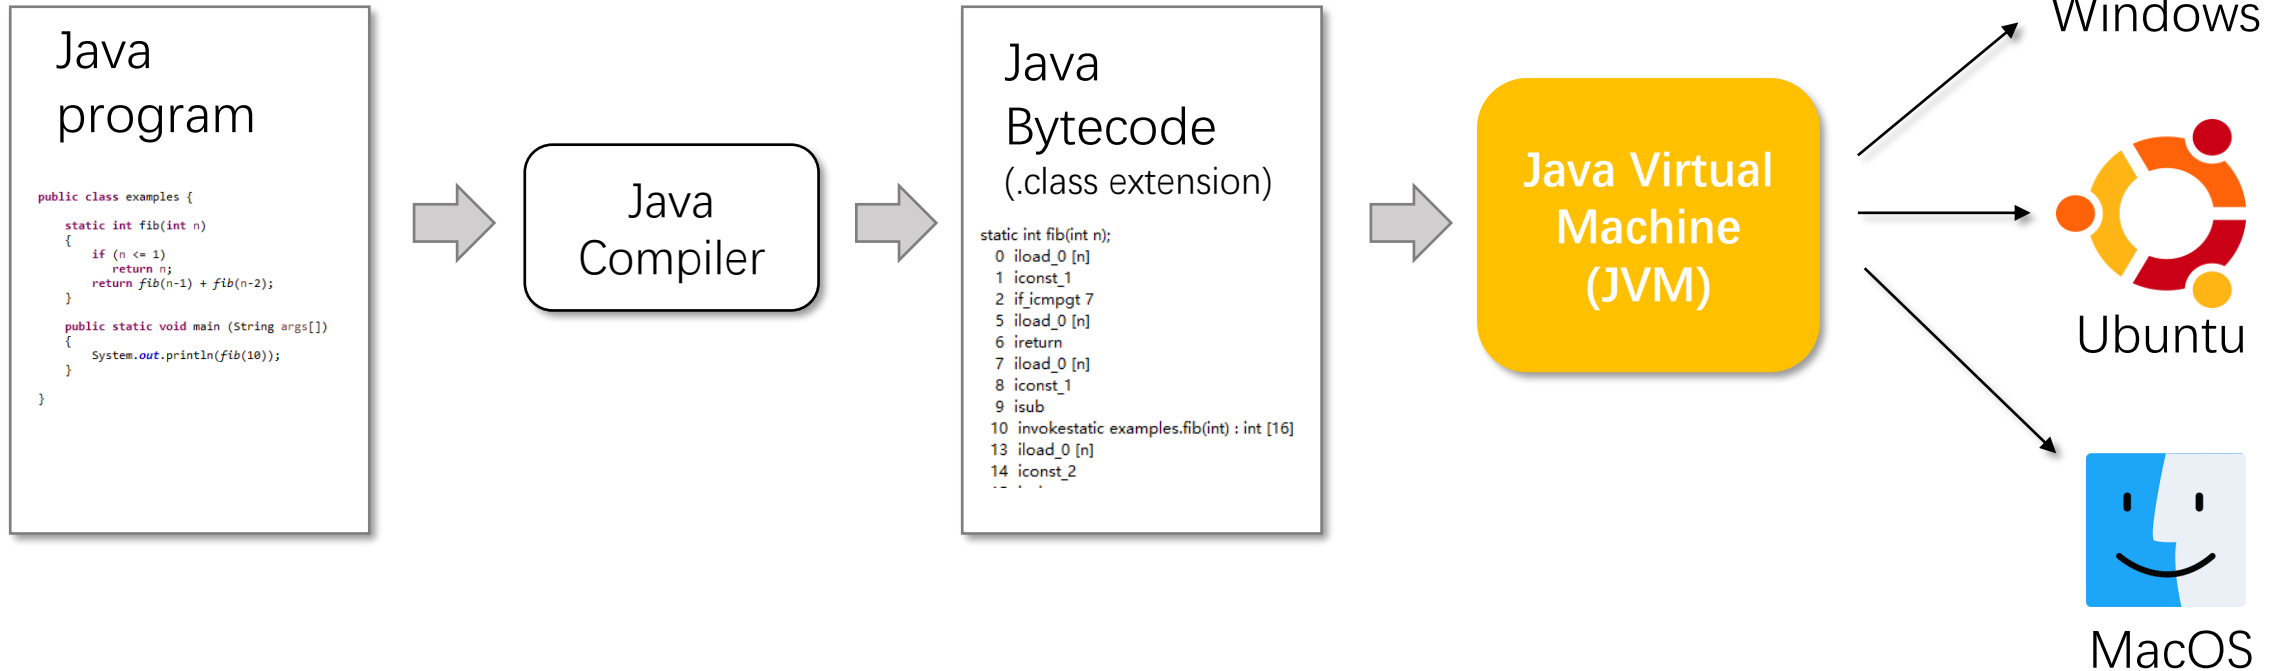 Java
program
public class examples {
static int fib(int n)
{
if (n <= 1)
return n;
return fib(n-1) + fib(n-2);
}
public static void main (String args[])
{
System.out.println(fib(10));
}
}
Java
Compiler
Java
Bytecode
(.class extension)
static int fib(int n);
0 iload_0 [n]
1 iconst_1
2 if_icmpgt 7
5 iload_0 [n]
6 ireturn
7 iload_0 [n]
8 iconst_1
9 isub
10 invokestatic examples.fib(int) : int [16]
13 iload_0 [n]
14 iconst_2
Java Virtual
Machine
(JVM)
Windows
Ubuntu
MacOS